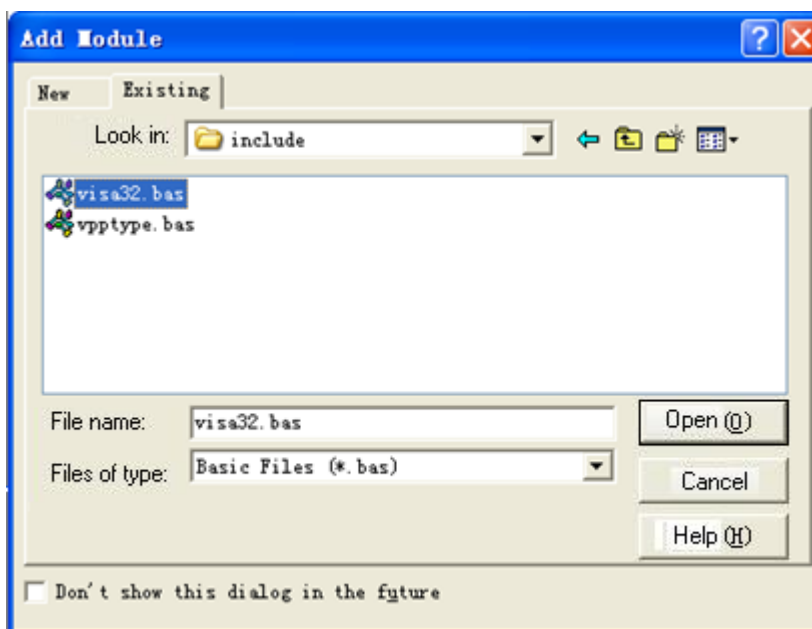 Add Module
New Existing
Look in: include
visa32.bas
vpptype.bas
File name: visa32.bas Open (O)
Files of type: Basic Files (*.bas)
Cancel
Help (H)
Don't show this dialog in the future